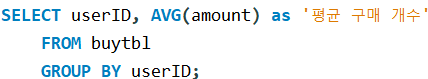 SELECT userID, AVG(amount) as '평균 구매 개수'
FROM buytbl
GROUP BY userID;